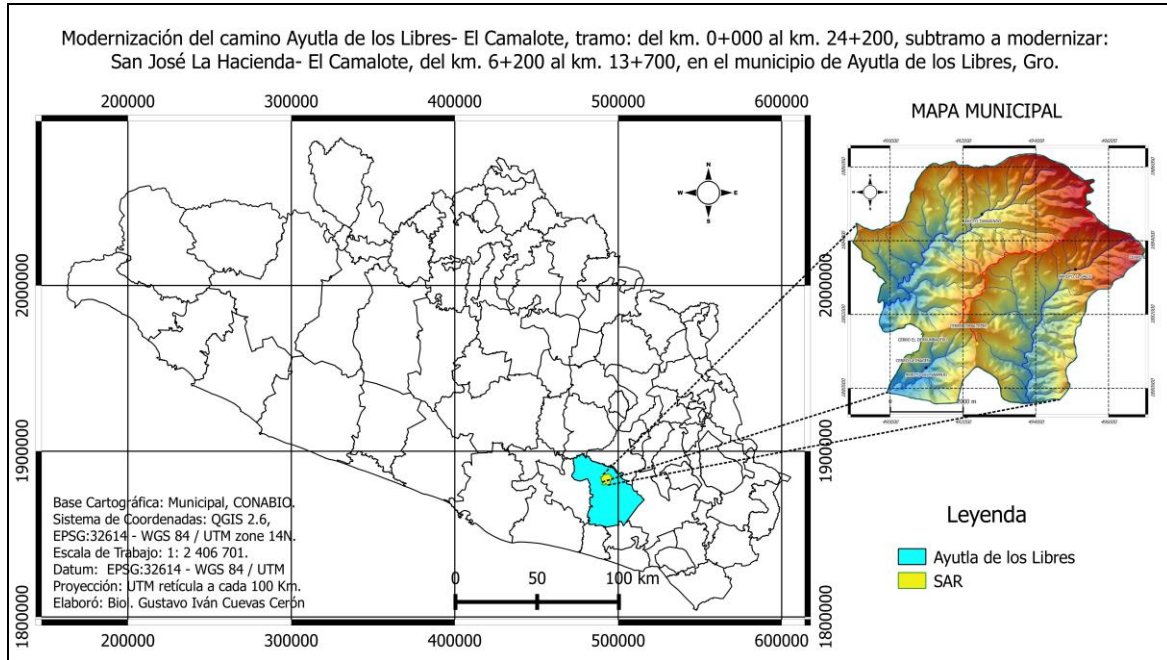 Modernización del camino Ayutla de los Libres- El Camalote, tramo: del km. 0+000 al km. 24+200, subtramo a modernizar:
San José La Hacienda- El Camalote, del km. 6+200 al km. 13+700, en el municipio de Ayutla de los Libres, Gro.
200000 300000 400000 500000 600000
MAPA MUNICIPAL
N
W E
S
2000000 2000000
1900000 1900000
1800000 1800000
Base Cartográfica: Municipal, CONABIO.
Sistema de Coordenadas: QGIS 2.6,
EPSG:32614 - WGS 84 / UTM zone 14N.
Escala de Trabajo: 1: 2 406 701.
Datum: EPSG:32614 - WGS 84 / UTM
Proyección: UTM retícula a cada 100 Km.
Elaboró: Biol. Gustavo Iván Cuevas Cerón
0 50 100 km
Leyenda
Ayutla de los Libres
SAR
200000 300000 400000 500000 600000